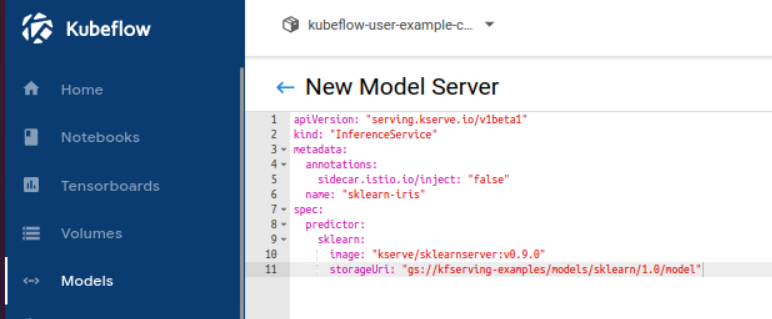 Kubeflow
kubeflow-user-example-c...
Home
Notebooks
Tensorboards
Volumes
Models
← New Model Server
1 apiVersion: "serving.kserve.io/v1beta1"
2 kind: "InferenceService"
3 metadata:
4   annotations:
5     sidecar.istio.io/inject: "false"
6   name: "sklearn-iris"
7 spec:
8   predictor:
9     sklearn:
10       image: "kserve/sklearnserver:v0.9.0"
11       storageUri: "gs://kfserving-examples/models/sklearn/1.0/model"